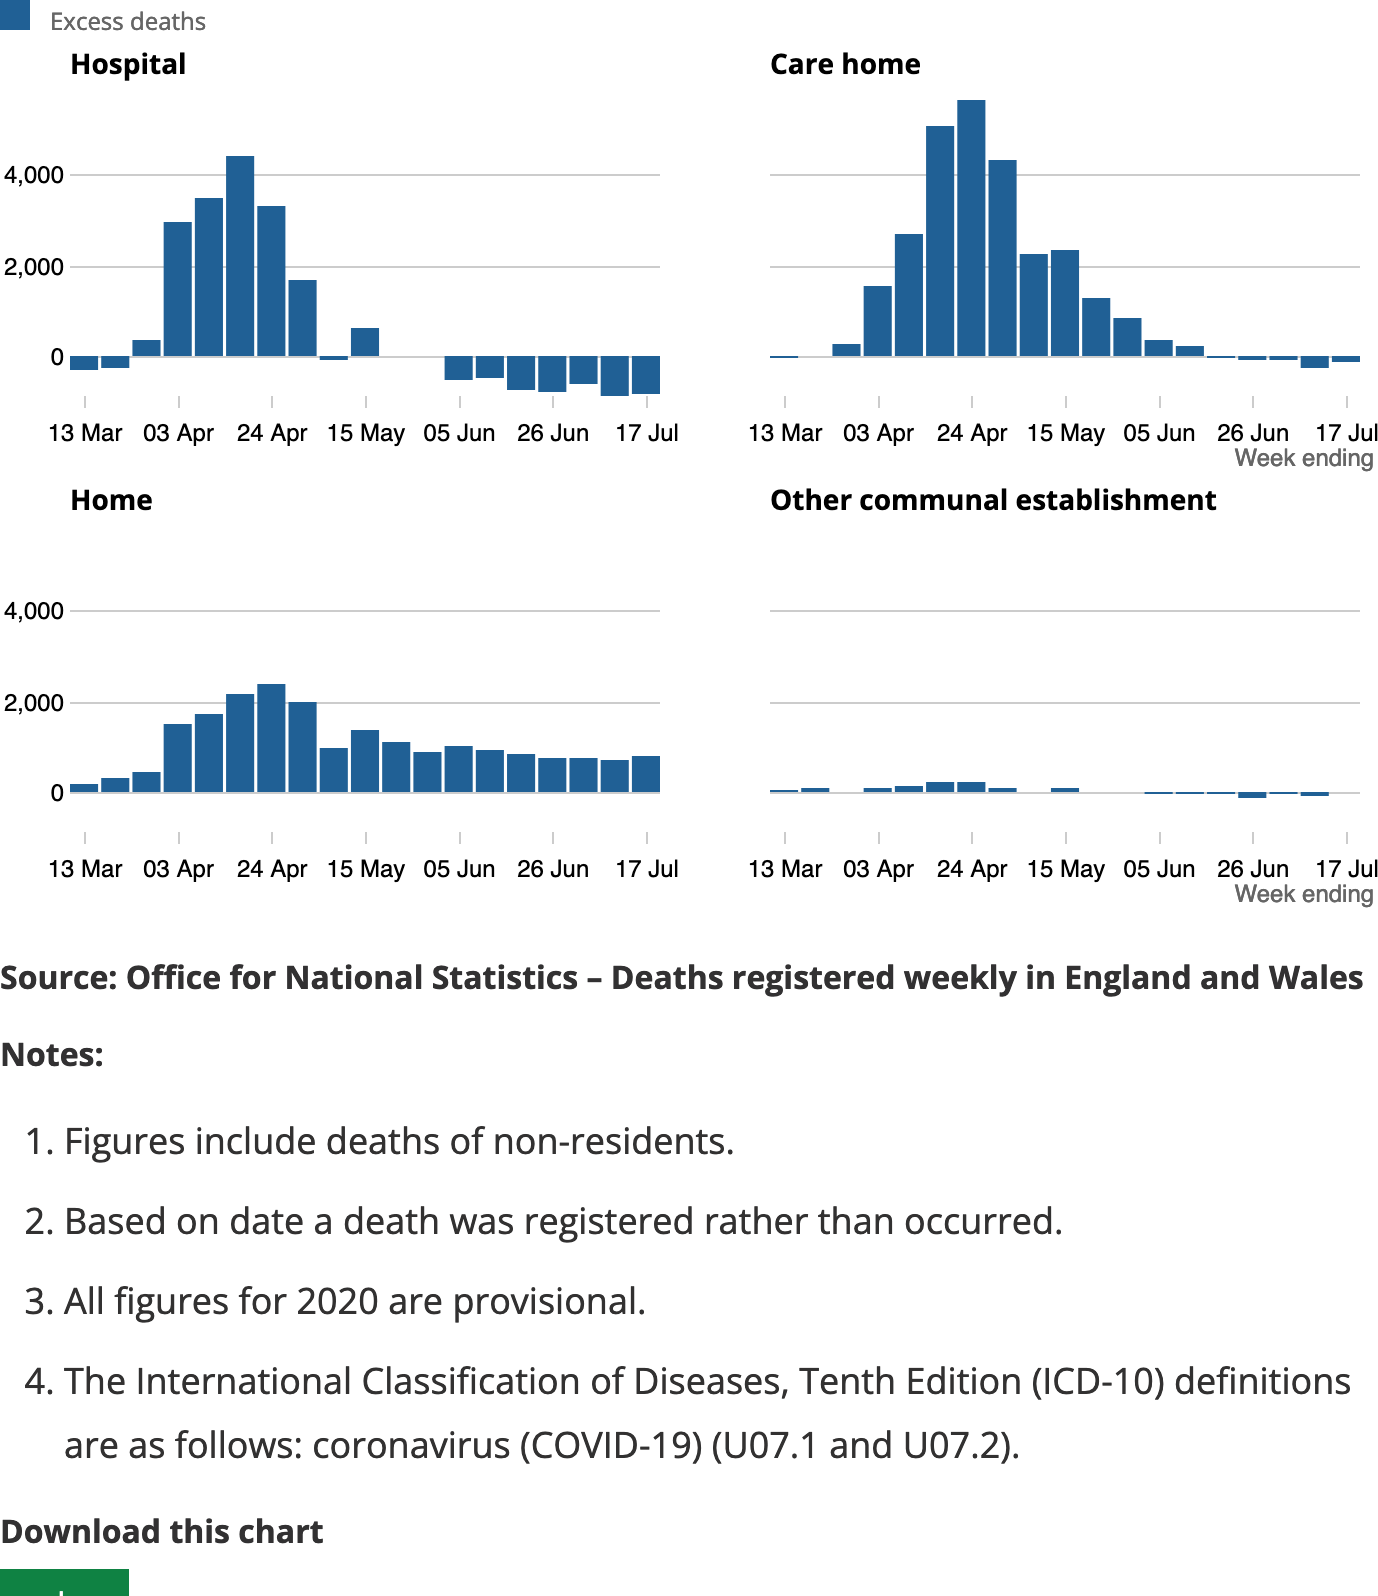 Excess deaths
Hospital
4,000
2,000
0
13 Mar 03 Apr 24 Apr 15 May 05 Jun 26 Jun 17 Jul
Care home
13 Mar 03 Apr 24 Apr 15 May 05 Jun 26 Jun 17 Jul
Week ending
Home
4,000
2,000
0
13 Mar 03 Apr 24 Apr 15 May 05 Jun 26 Jun 17 Jul
Other communal establishment
13 Mar 03 Apr 24 Apr 15 May 05 Jun 26 Jun 17 Jul
Week ending
Source: Office for National Statistics – Deaths registered weekly in England and Wales
Notes:
1. Figures include deaths of non-residents.
2. Based on date a death was registered rather than occurred.
3. All figures for 2020 are provisional.
4. The International Classification of Diseases, Tenth Edition (ICD-10) definitions
are as follows: coronavirus (COVID-19) (U07.1 and U07.2).
Download this chart